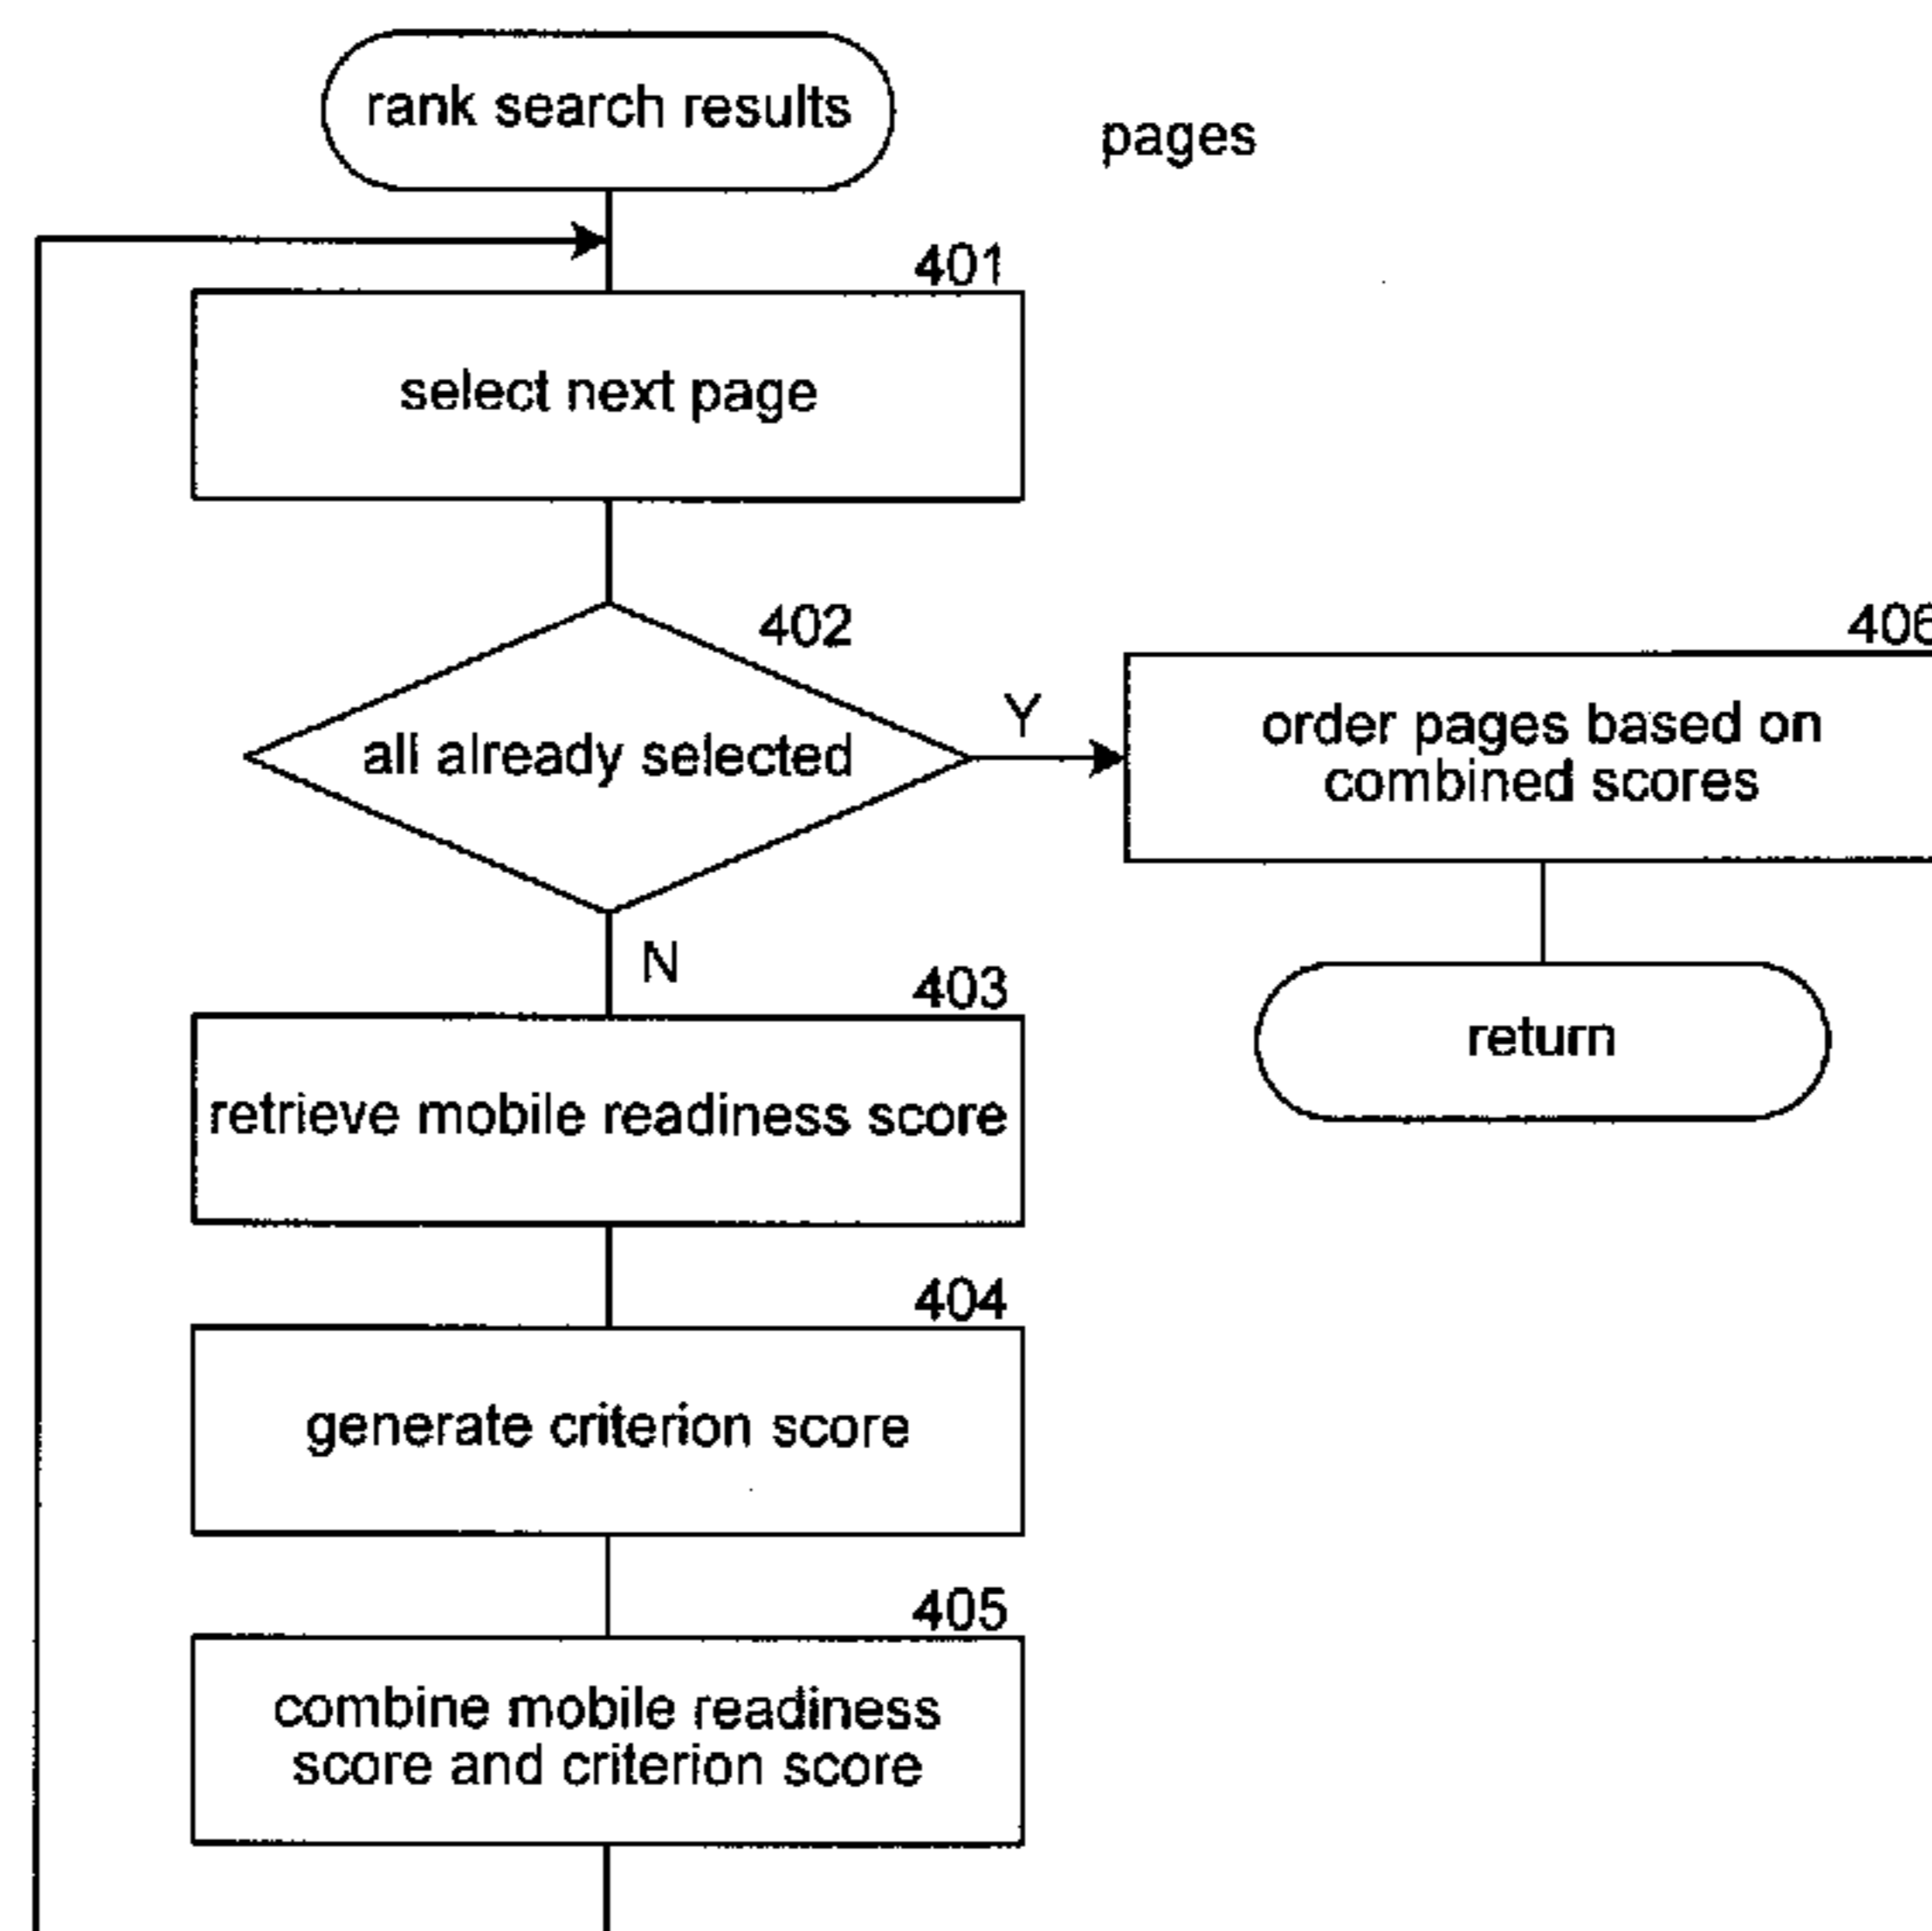 rank search results
pages
401
select next page
402
all already selected
Y
406
order pages based on
combined scores
return
N
403
retrieve mobile readiness score
404
generate criterion score
405
combine mobile readiness
score and criterion score